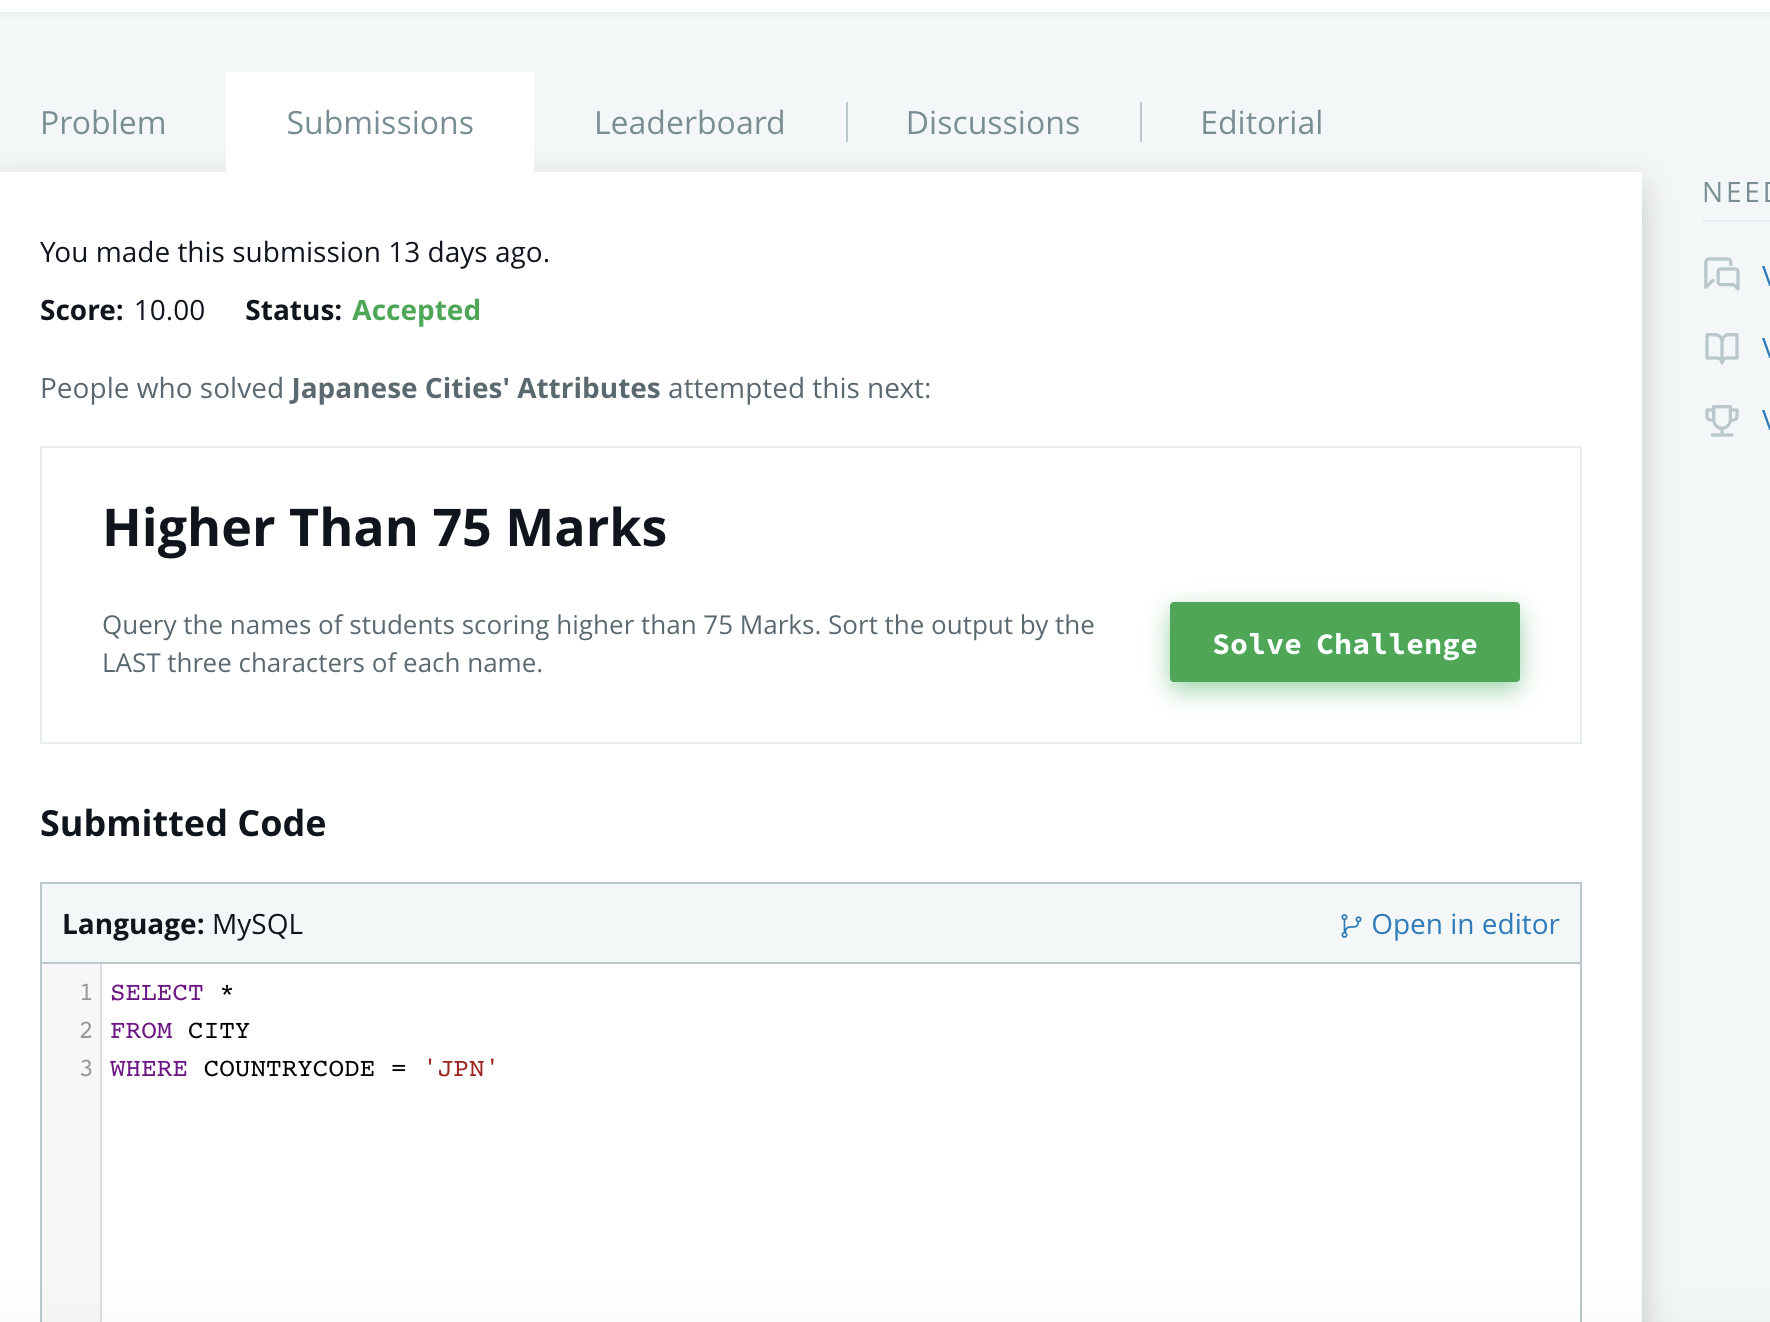 Problem
Submissions
Leaderboard
Discussions
Editorial
You made this submission 13 days ago.
Score: 10.00 Status: Accepted
People who solved Japanese Cities' Attributes attempted this next:
Higher Than 75 Marks
Query the names of students scoring higher than 75 Marks. Sort the output by the
LAST three characters of each name.
Solve Challenge
Submitted Code
Language: MySQL
Open in editor
1 SELECT *
2 FROM CITY
3 WHERE COUNTRYCODE = 'JPN'